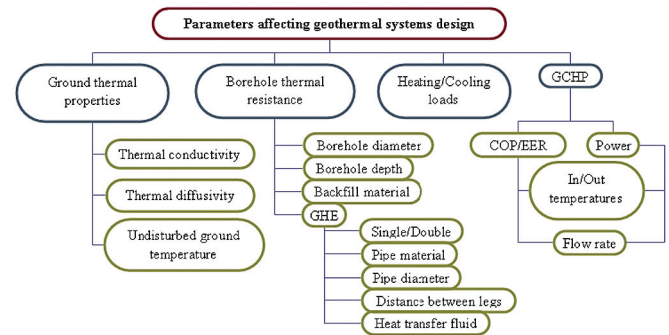 Parameters affecting geothermal systems design
Ground thermal
properties
Borehole thermal
resistance
Heating/Cooling
loads
GCHP
Thermal conductivity
Thermal diffusivity
Undisturbed ground
temperature
Borehole diameter
Borehole depth
Backfill material
GHE
Single/Double
Pipe material
Pipe diameter
Distance between legs
Heat transfer fluid
COP/EER
Power
In/Out
temperatures
Flow rate